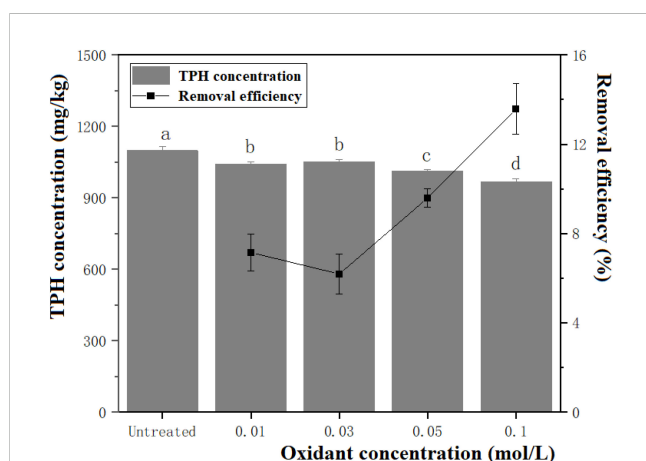 TPH concentration
Removal efficiency
a
b
b
c
d
1500
1200
900
600
300
0
TPH concentration (mg/kg)
16
12
8
4
0
Removal efficiency (%)
Untreated
0.01
0.03
0.05
0.1
Oxidant concentration (mol/L)